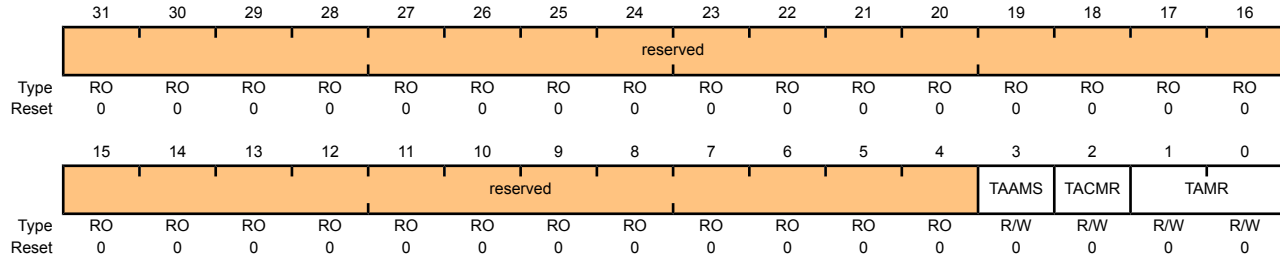 31 30 29 28 27 26 25 24 23 22 21 20 19 18 17 16
reserved
Type RO RO RO RO RO RO RO RO RO RO RO RO RO RO RO RO
Reset 0 0 0 0 0 0 0 0 0 0 0 0 0 0 0 0
15 14 13 12 11 10 9 8 7 6 5 4 3 2 1 0
reserved TAAMS TACMR TAMR
Type RO RO RO RO RO RO RO RO RO RO RO RO R/W R/W R/W R/W
Reset 0 0 0 0 0 0 0 0 0 0 0 0 0 0 0 0